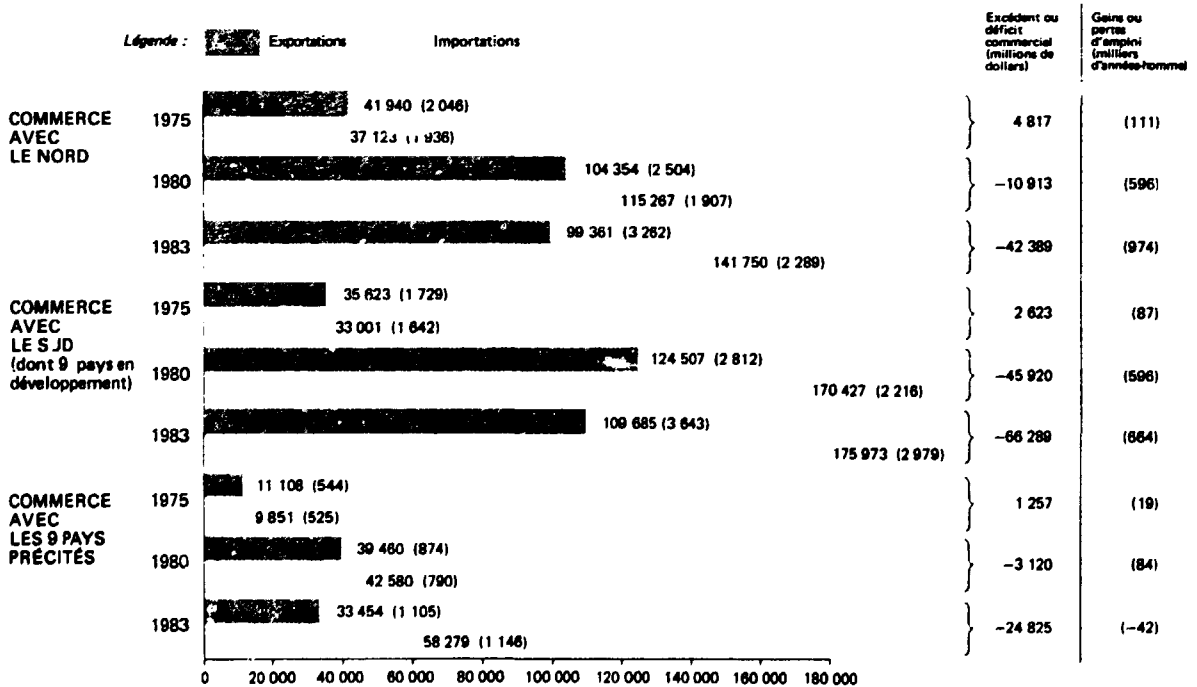 Légende : Exportations Importations
Excédent ou déficit commercial (millions de dollars)
Gains ou pertes d'emploi (milliers d'années-homme)
COMMERCE AVEC LE NORD
1975 41 940 (2 046) 4 817 (111)
37 123 (1 936)
1980 104 354 (2 504) −10 913 (596)
115 267 (1 907)
1983 99 361 (3 262) −42 389 (974)
141 750 (2 289)
COMMERCE AVEC LE SJD (dont 9 pays en développement)
1975 35 623 (1 729) 2 623 (87)
33 001 (1 642)
1980 124 507 (2 812) −45 920 (596)
170 427 (2 216)
1983 109 685 (3 643) −66 289 (664)
175 973 (2 979)
COMMERCE AVEC LES 9 PAYS PRÉCITÉS
1975 11 108 (544) 1 257 (19)
9 851 (525)
1980 39 460 (874) −3 120 (84)
42 580 (790)
1983 33 454 (1 105) −24 825 (−42)
58 279 (1 146)
0 20 000 40 000 60 000 80 000 100 000 120 000 140 000 160 000 180 000